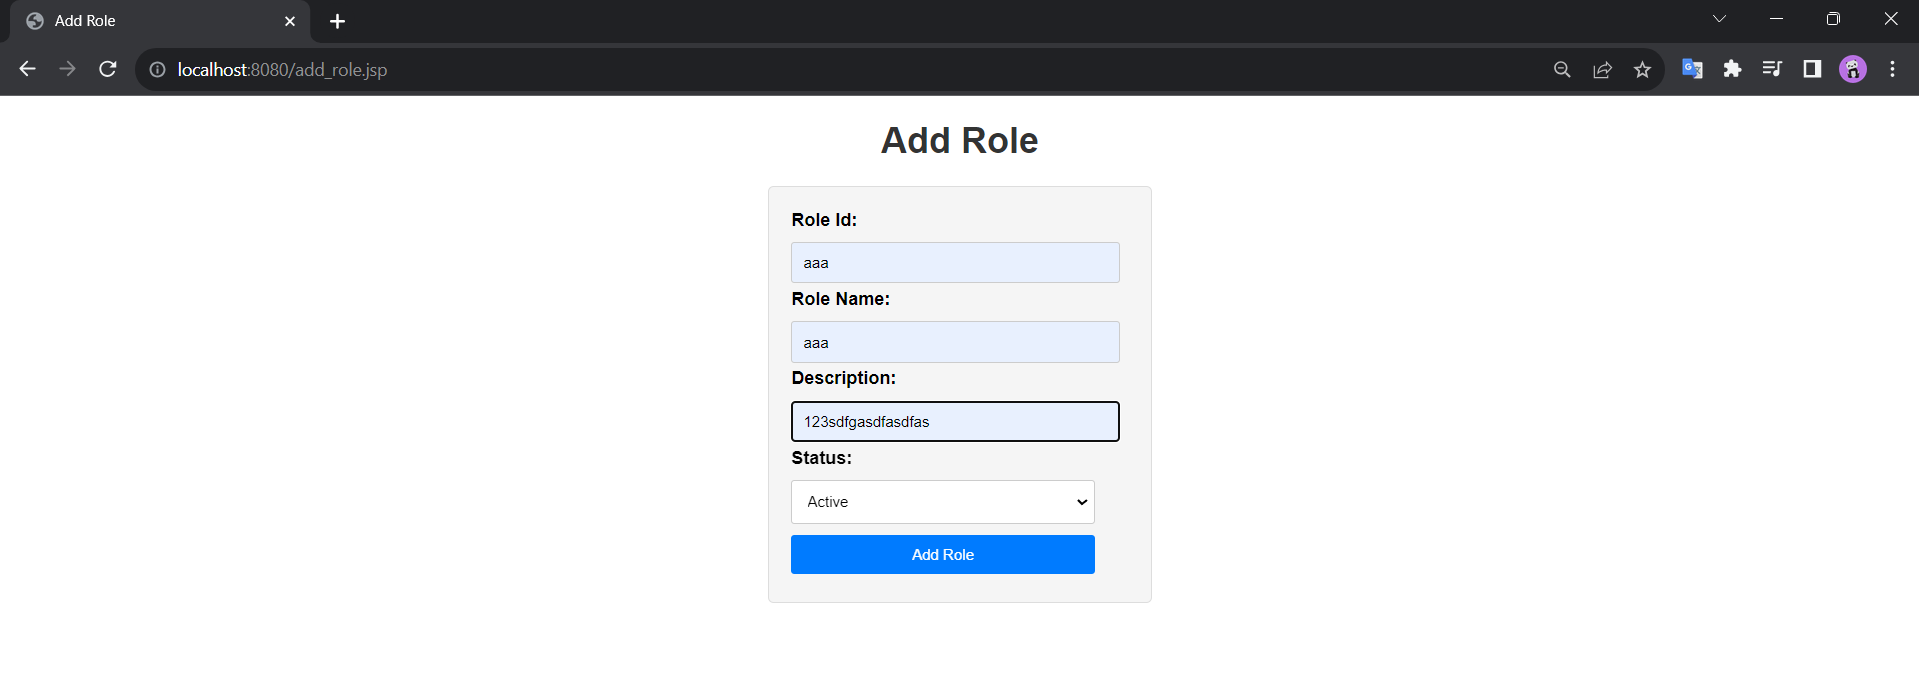 Add Role
localhost:8080/add_role.jsp
Add Role
Role Id:
aaa
Role Name:
aaa
Description:
123sdfgasdfasdfas
Status:
Active
Add Role